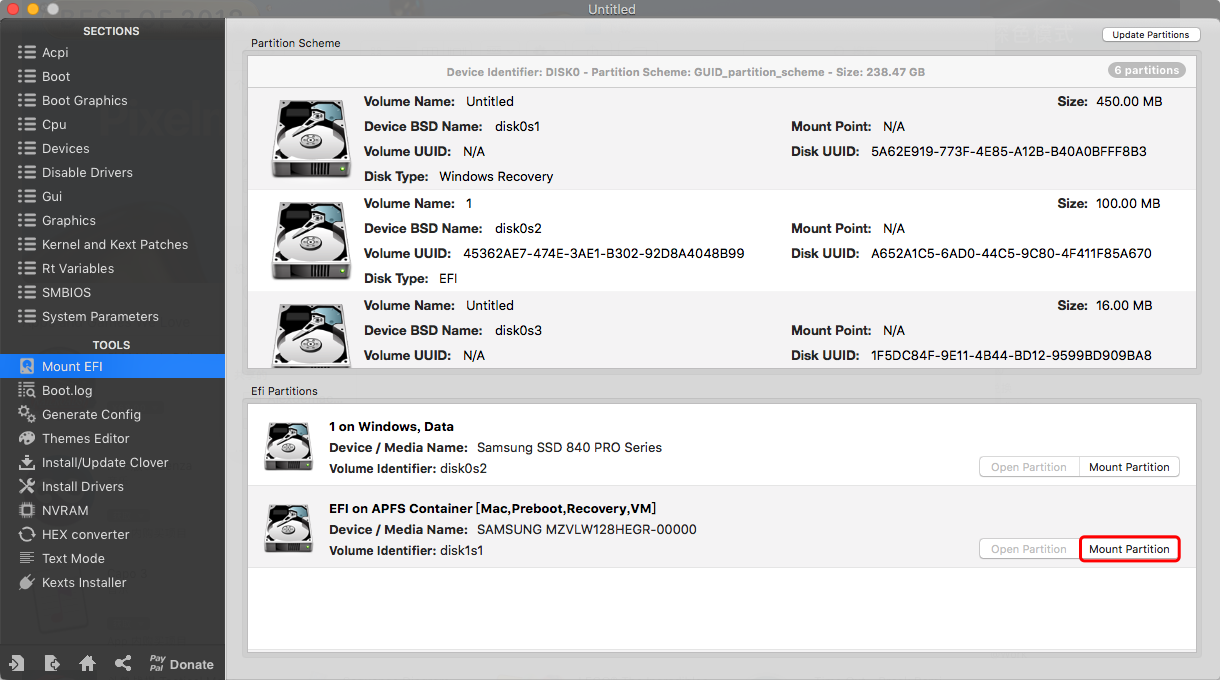 Untitled
SECTIONS
Acpi
Boot
Boot Graphics
Cpu
Devices
Disable Drivers
Gui
Graphics
Kernel and Kext Patches
Rt Variables
SMBIOS
System Parameters
TOOLS
Mount EFI
Boot.log
Generate Config
Themes Editor
Install/Update Clover
Install Drivers
NVRAM
HEX converter
Text Mode
Kexts Installer
Pay
Pal
Donate
Partition Scheme
Update Partitions
Device Identifier: DISK0 - Partition Scheme: GUID_partition_scheme - Size: 238.47 GB
6 partitions
Volume Name: Untitled
Size: 450.00 MB
Device BSD Name: disk0s1
Mount Point: N/A
Volume UUID: N/A
Disk UUID: 5A62E919-773F-4E85-A12B-B40A0BFFF8B3
Disk Type: Windows Recovery
Volume Name: 1
Size: 100.00 MB
Device BSD Name: disk0s2
Mount Point: N/A
Volume UUID: 45362AE7-474E-3AE1-B302-92D8A4048B99
Disk UUID: A652A1C5-6AD0-44C5-9C80-4F411F85A670
Disk Type: EFI
Volume Name: Untitled
Size: 16.00 MB
Device BSD Name: disk0s3
Mount Point: N/A
Volume UUID: N/A
Disk UUID: 1F5DC84F-9E11-4B44-BD12-9599BD909BA8
Efi Partitions
1 on Windows, Data
Device / Media Name: Samsung SSD 840 PRO Series
Volume Identifier: disk0s2
Open Partition
Mount Partition
EFI on APFS Container [Mac,Preboot,Recovery,VM]
Device / Media Name: SAMSUNG MZVLW128HEGR-00000
Volume Identifier: disk1s1
Open Partition
Mount Partition